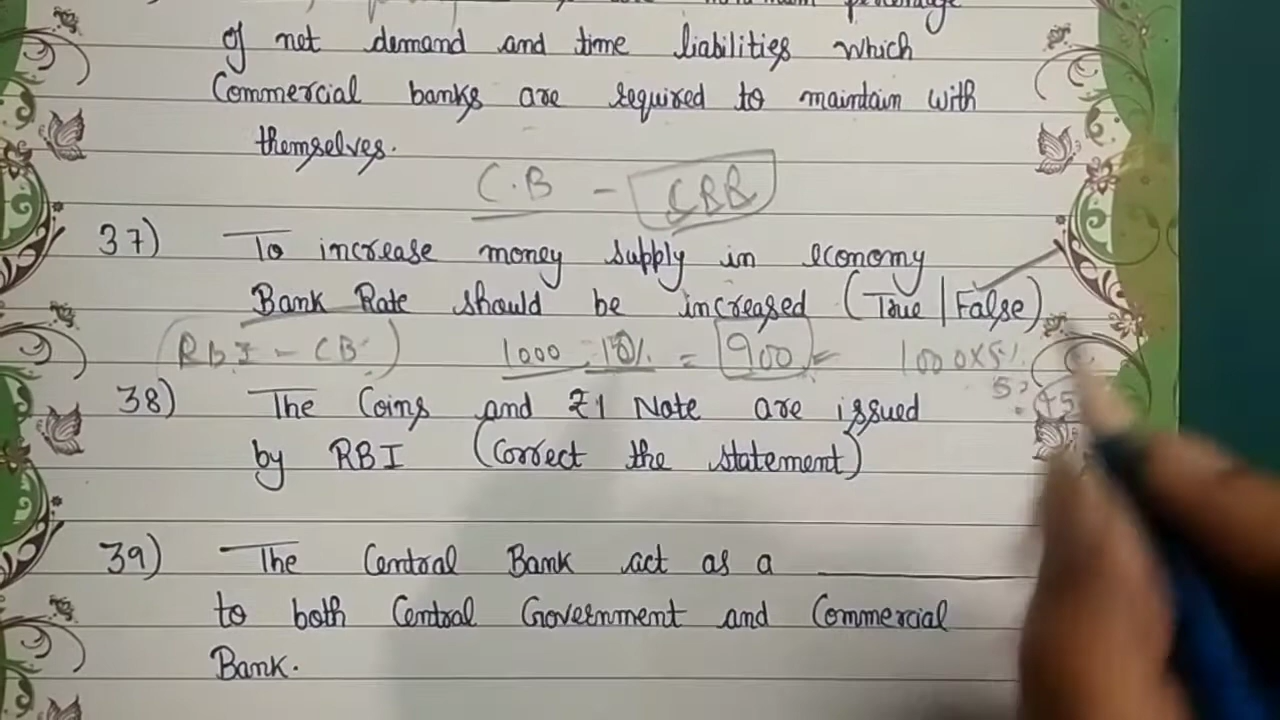 percentage
of net demand and time liabilities which
Commercial banks are required to maintain with
themselves.
C.B - CRR
37) To increase money supply in economy
Bank Rate should be increased (True | False)
RBI - CB) 1000 10% = 900 1000x5%
38) The Coins and ₹1 Note are issued
by RBI (Correct the statement)
39) The Central Bank act as a
to both Central Government and Commercial
Bank.